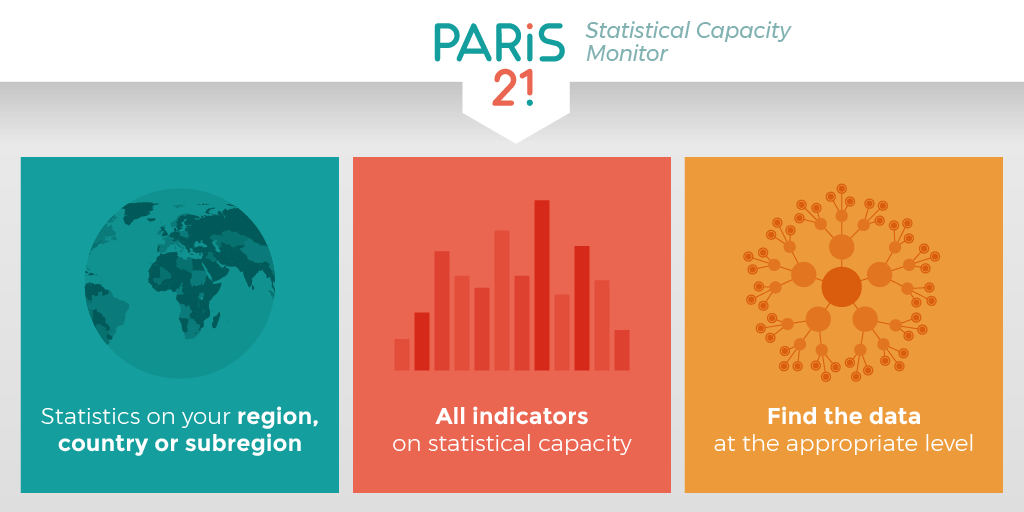 PARiS
21
Statistical Capacity
Monitor
Statistics on your region,
country or subregion
All indicators
on statistical capacity
Find the data
at the appropriate level